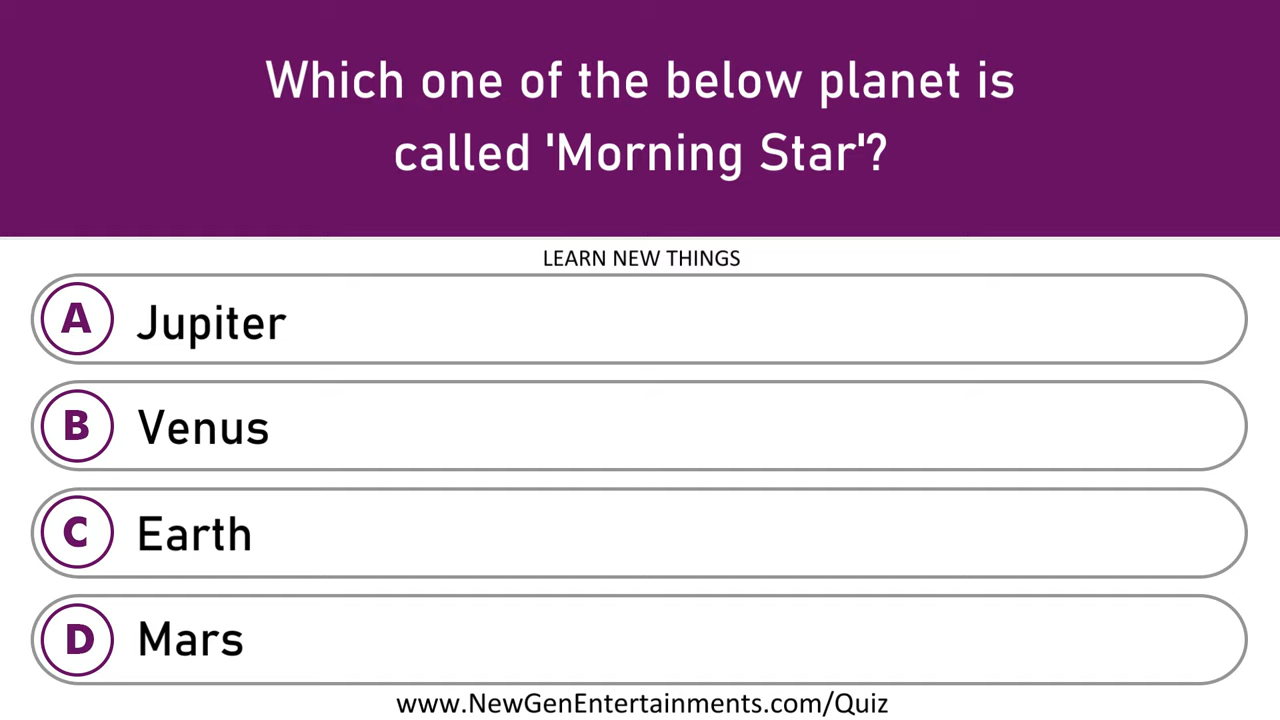 Which one of the below planet is
called 'Morning Star'?
LEARN NEW THINGS
A Jupiter
B Venus
C Earth
D Mars
www.NewGenEntertainments.com/Quiz